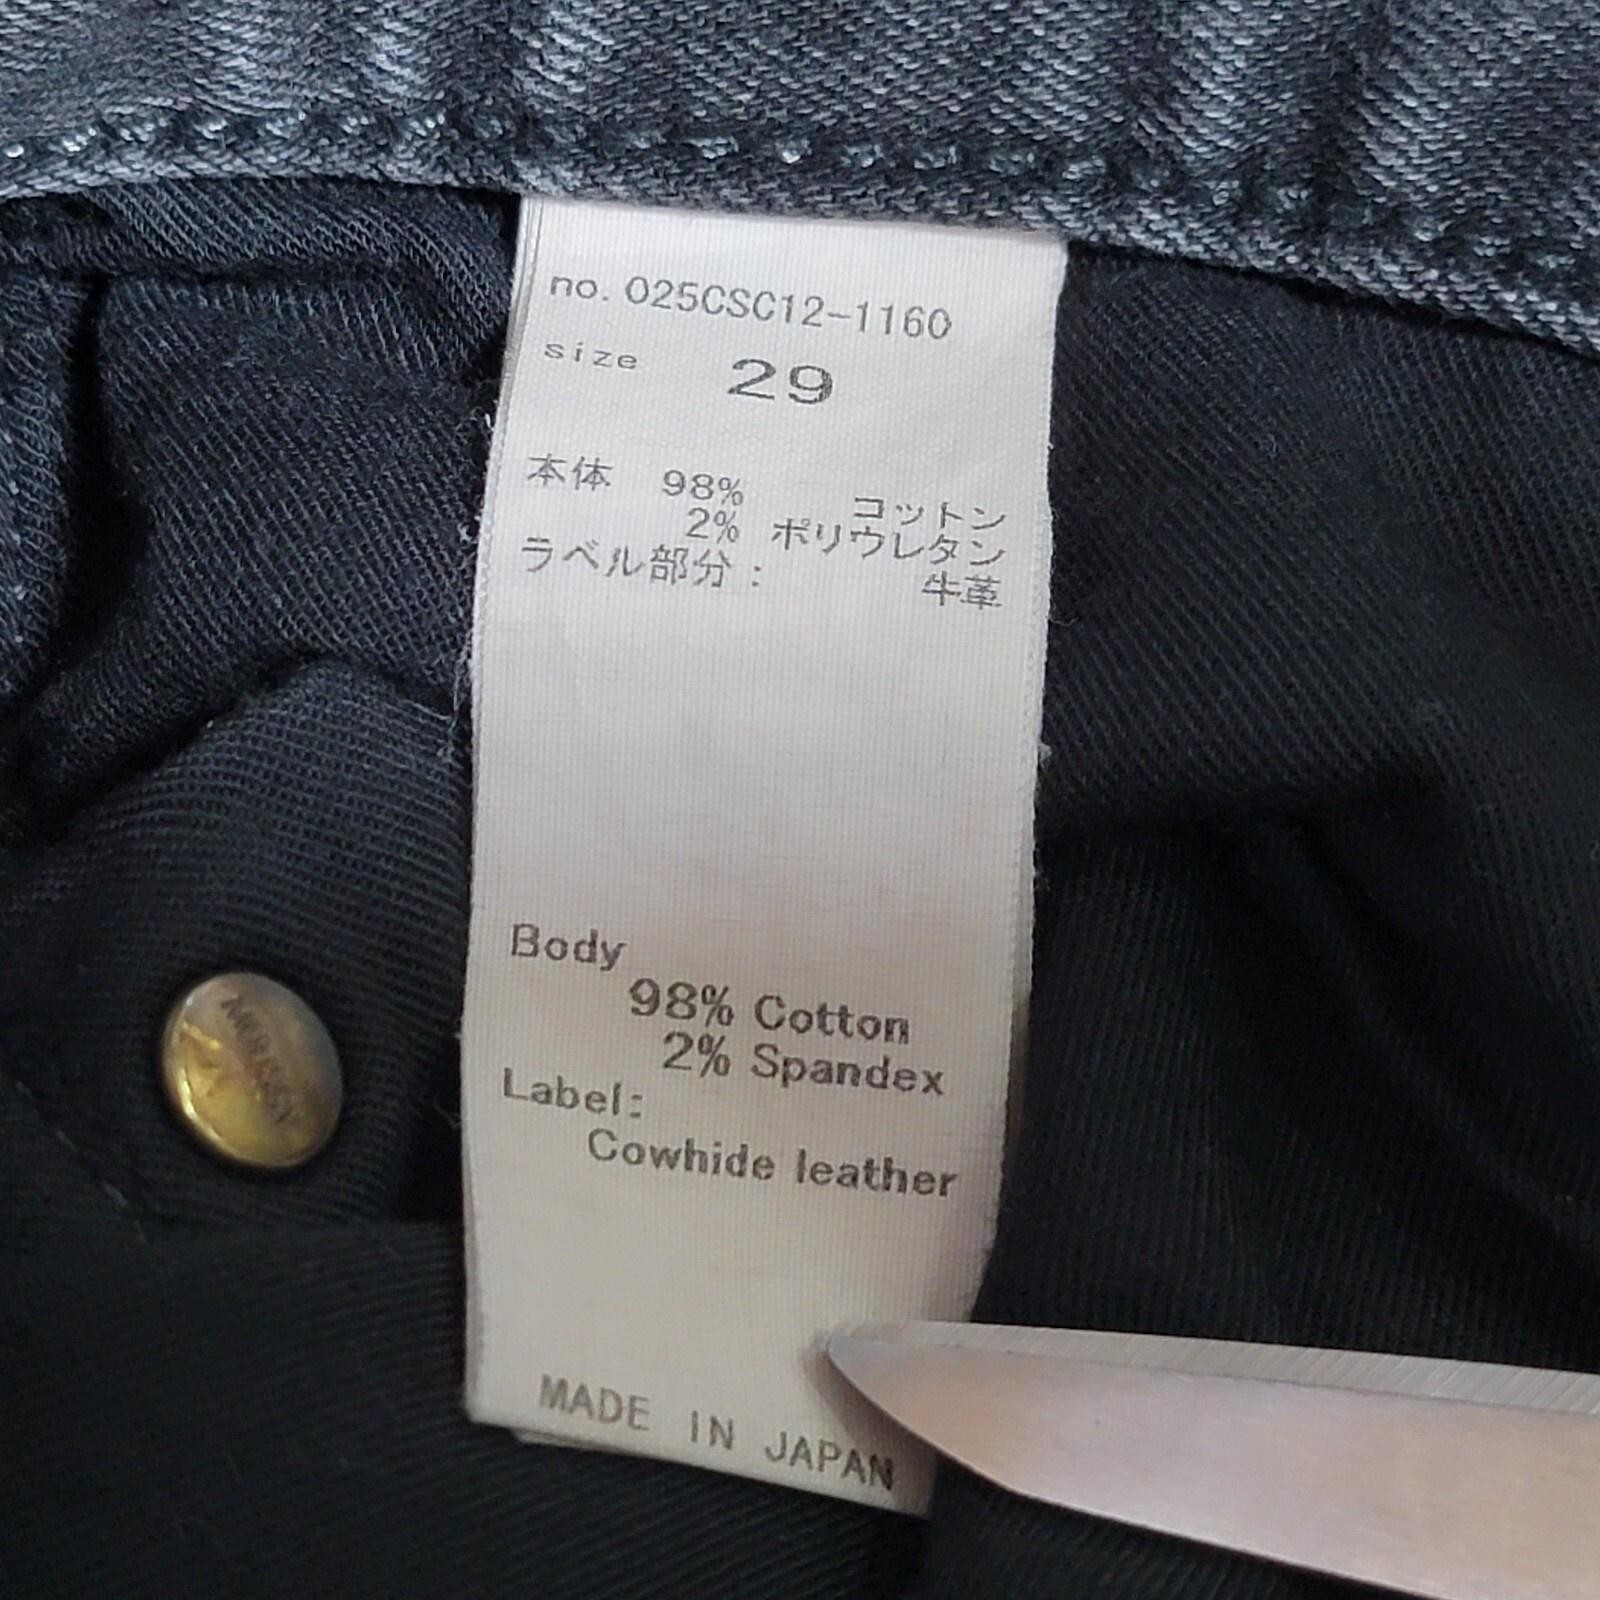 no. 025CSC12-1160
size 29
本体 98% コットン
2% ポリウレタン
ラベル部分： 牛革
Body
98% Cotton
2% Spandex
Label:
Cowhide leather
MADE IN JAPAN